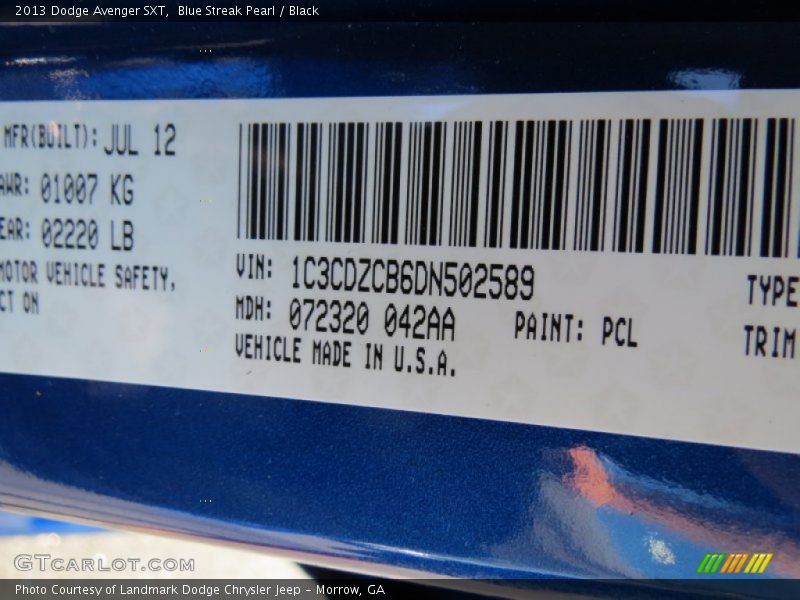 2013 Dodge Avenger SXT,  Blue Streak Pearl / Black
MFR(BUILT): JUL 12
AWR: 01007 KG
EAR: 02220 LB
MOTOR VEHICLE SAFETY,
CT ON
VIN: 1C3CDZCB6DN502589
MDH: 072320 042AA
PAINT: PCL
VEHICLE MADE IN U.S.A.
TYPE
TRIM
GTCARLOT.COM
Photo Courtesy of Landmark Dodge Chrysler Jeep – Morrow, GA